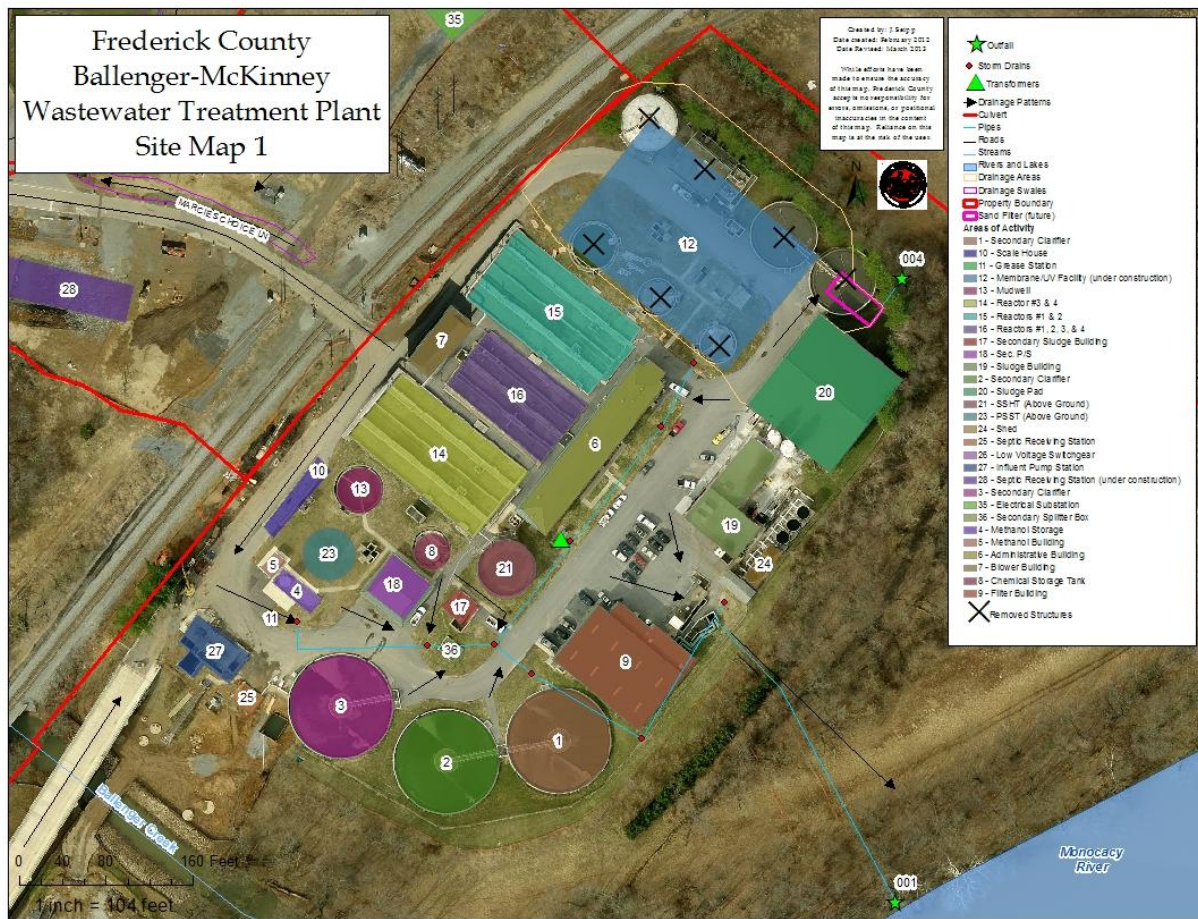 Frederick County
Ballenger-McKinney
Wastewater Treatment Plant
Site Map 1
Created by: J. Seipp
Date created: February 2012
Date Revised: March 2013
While efforts have been
made to ensure the accuracy
of this map, Frederick County
accepts no responsibility for
errors, omissions, or positional
inaccuracies in the content
of this map. Reliance on this
map is at the risk of the user.
N
Outfall
Storm Drains
Transformers
Drainage Patterns
Culvert
Pipes
Roads
Streams
Rivers and Lakes
Drainage Areas
Drainage Swales
Property Boundary
Sand Filter (future)
Areas of Activity
1 - Secondary Clarifier
10 - Scale House
11 - Grease Station
12 - Membrane/UV Facility (under construction)
13 - Mudwell
14 - Reactor #3 & 4
15 - Reactors #1 & 2
16 - Reactors #1, 2, 3, & 4
17 - Secondary Sludge Building
18 - Sec. P/S
19 - Sludge Building
2 - Secondary Clarifier
20 - Sludge Pad
21 - SSHT (Above Ground)
23 - PSST (Above Ground)
24 - Shed
25 - Septic Receiving Station
26 - Low Voltage Switchgear
27 - Influent Pump Station
28 - Septic Receiving Station (under construction)
3 - Secondary Clarifier
35 - Electrical Substation
36 - Secondary Splitter Box
4 - Methanol Storage
5 - Methanol Building
6 - Administrative Building
7 - Blower Building
8 - Chemical Storage Tank
9 - Filter Building
Removed Structures
35
MARCIES CHOICE LN
28
12
004
15
7
16
20
6
14
10
13
19
23
8
5
21
24
4
18
17
11
36
27
9
25
3
1
2
Ballenger Creek
0 40 80 160 Feet
1 inch = 104 feet
Monocacy
River
001